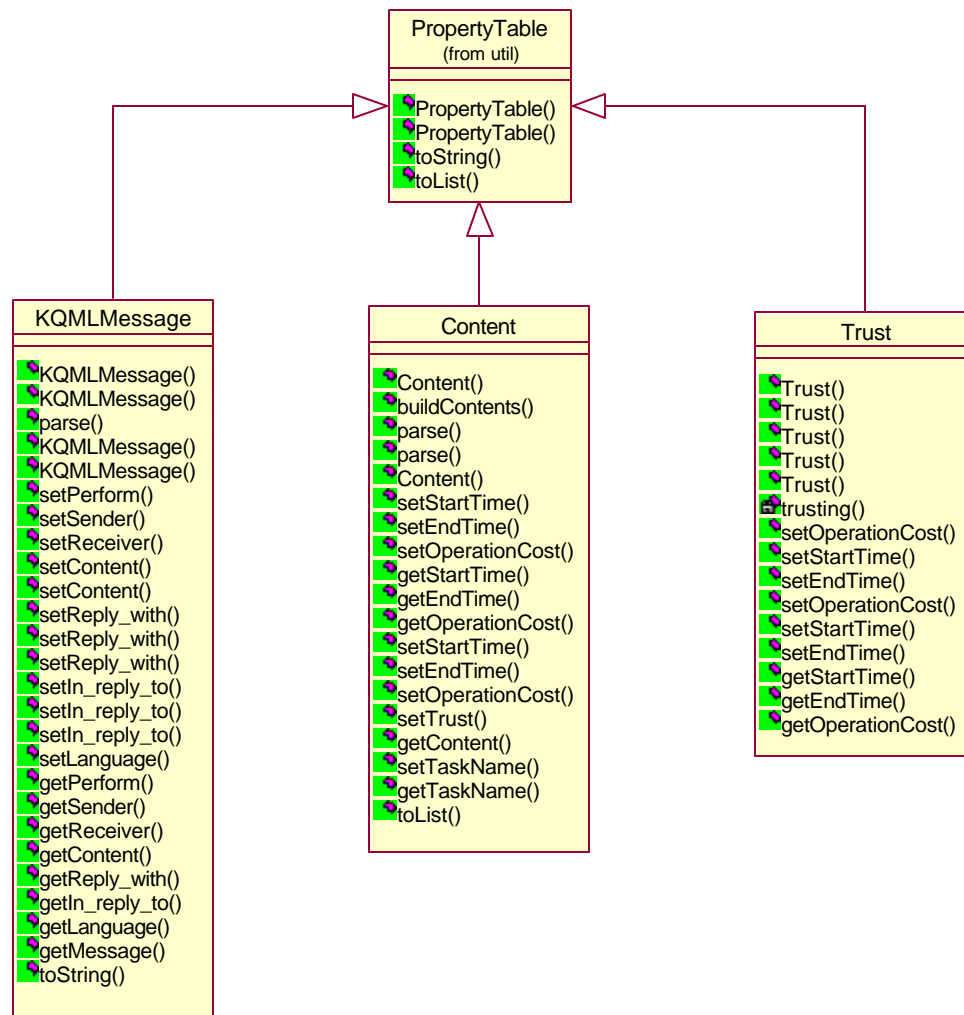 PropertyTable
(from util)
PropertyTable()
PropertyTable()
toString()
toList()
KQMLMessage
KQMLMessage()
KQMLMessage()
parse()
KQMLMessage()
KQMLMessage()
setPerform()
setSender()
setReceiver()
setContent()
setContent()
setReply_with()
setReply_with()
setReply_with()
setIn_reply_to()
setIn_reply_to()
setIn_reply_to()
setLanguage()
getPerform()
getSender()
getReceiver()
getContent()
getReply_with()
getIn_reply_to()
getLanguage()
getMessage()
toString()
Content
Content()
buildContents()
parse()
parse()
Content()
setStartTime()
setEndTime()
setOperationCost()
getStartTime()
getEndTime()
getOperationCost()
setStartTime()
setEndTime()
setOperationCost()
setTrust()
getContent()
setTaskName()
getTaskName()
toList()
Trust
Trust()
Trust()
Trust()
Trust()
Trust()
trusting()
setOperationCost()
setStartTime()
setEndTime()
setOperationCost()
setStartTime()
setEndTime()
getStartTime()
getEndTime()
getOperationCost()